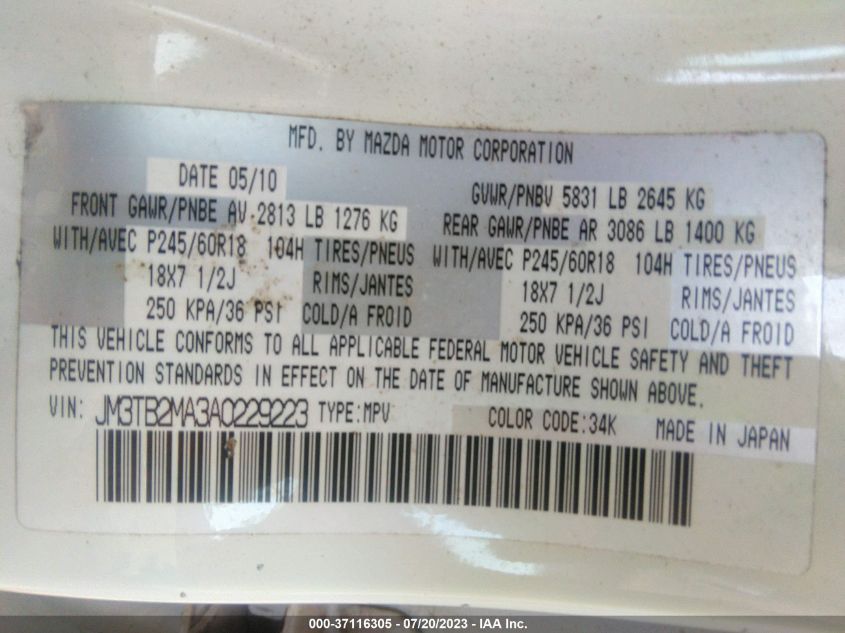 MFD. BY MAZDA MOTOR CORPORATION
DATE 05/10 GVWR/PNBV 5831 LB 2645 KG
FRONT GAWR/PNBE AV 2813 LB 1276 KG REAR GAWR/PNBE AR 3086 LB 1400 KG
WITH/AVEC P245/60R18 104H TIRES/PNEUS WITH/AVEC P245/60R18 104H TIRES/PNEUS
18X7 1/2J RIMS/JANTES 18X7 1/2J RIMS/JANTES
250 KPA/36 PSI COLD/A FROID 250 KPA/36 PSI COLD/A FROID
THIS VEHICLE CONFORMS TO ALL APPLICABLE FEDERAL MOTOR VEHICLE SAFETY AND THEFT
PREVENTION STANDARDS IN EFFECT ON THE DATE OF MANUFACTURE SHOWN ABOVE.
VIN: JM3TB2MA3A0229223 TYPE:MPV COLOR CODE:34K MADE IN JAPAN
000-37116305 - 07/20/2023 - IAA Inc.